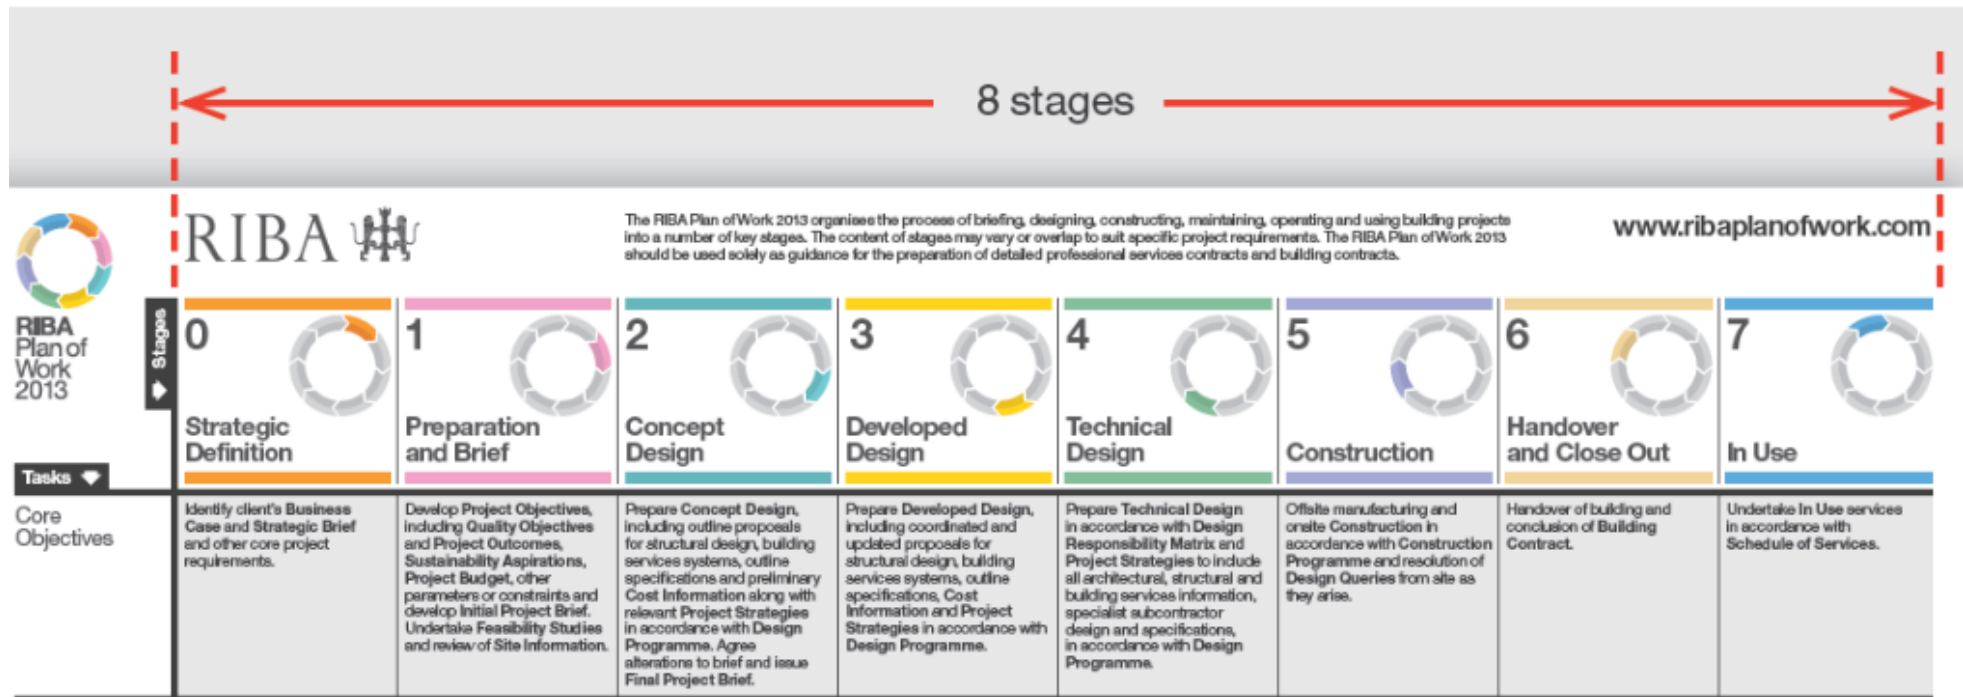 8 stages
RIBA
The RIBA Plan of Work 2013 organises the process of briefing, designing, constructing, maintaining, operating and using building projects
into a number of key stages. The content of stages may vary or overlap to suit specific project requirements. The RIBA Plan of Work 2013
should be used solely as guidance for the preparation of detailed professional services contracts and building contracts.
www.ribaplanofwork.com
RIBA
Plan of
Work
2013
Stages
0
Strategic
Definition
1
Preparation
and Brief
2
Concept
Design
3
Developed
Design
4
Technical
Design
5
Construction
6
Handover
and Close Out
7
In Use
Tasks
Core
Objectives
Identify client's Business
Case and Strategic Brief
and other core project
requirements.
Develop Project Objectives,
including Quality Objectives
and Project Outcomes,
Sustainability Aspirations,
Project Budget, other
parameters or constraints and
develop Initial Project Brief.
Undertake Feasibility Studies
and review of Site Information.
Prepare Concept Design,
including outline proposals
for structural design, building
services systems, outline
specifications and preliminary
Cost Information along with
relevant Project Strategies
in accordance with Design
Programme. Agree
alterations to brief and issue
Final Project Brief.
Prepare Developed Design,
including coordinated and
updated proposals for
structural design, building
services systems, outline
specifications, Cost
Information and Project
Strategies in accordance with
Design Programme.
Prepare Technical Design
in accordance with Design
Responsibility Matrix and
Project Strategies to include
all architectural, structural and
building services information,
specialist subcontractor
design and specifications,
in accordance with Design
Programme.
Offsite manufacturing and
onsite Construction in
accordance with Construction
Programme and resolution of
Design Queries from site as
they arise.
Handover of building and
conclusion of Building
Contract.
Undertake In Use services
in accordance with
Schedule of Services.